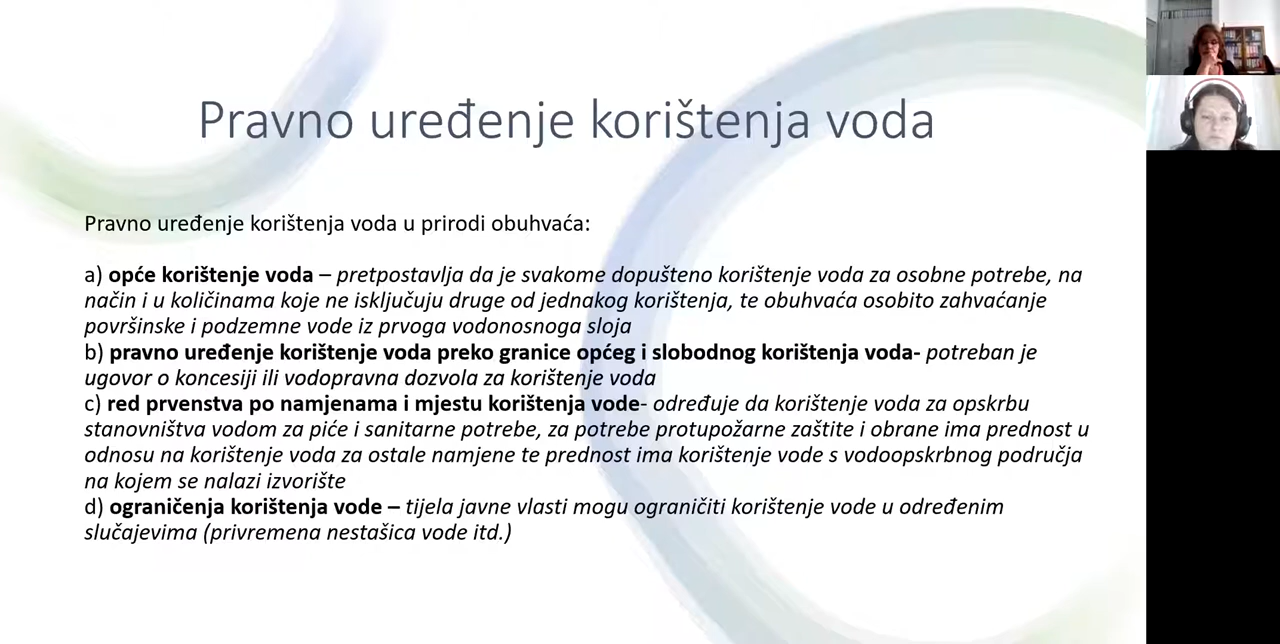 Pravno uređenje korištenja voda
Pravno uređenje korištenja voda u prirodi obuhvaća:
a) opće korištenje voda – pretpostavlja da je svakome dopušteno korištenje voda za osobne potrebe, na
način i u količinama koje ne isključuju druge od jednakog korištenja, te obuhvaća osobito zahvaćanje
površinske i podzemne vode iz prvoga vodonosnoga sloja
b) pravno uređenje korištenje voda preko granice općeg i slobodnog korištenja voda- potreban je
ugovor o koncesiji ili vodopravna dozvola za korištenje voda
c) red prvenstva po namjenama i mjestu korištenja vode- određuje da korištenje voda za opskrbu
stanovništva vodom za piće i sanitarne potrebe, za potrebe protupožarne zaštite i obrane ima prednost u
odnosu na korištenje voda za ostale namjene te prednost ima korištenje vode s vodoopskrbnog područja
na kojem se nalazi izvorište
d) ograničenja korištenja vode – tijela javne vlasti mogu ograničiti korištenje vode u određenim
slučajevima (privremena nestašica vode itd.)